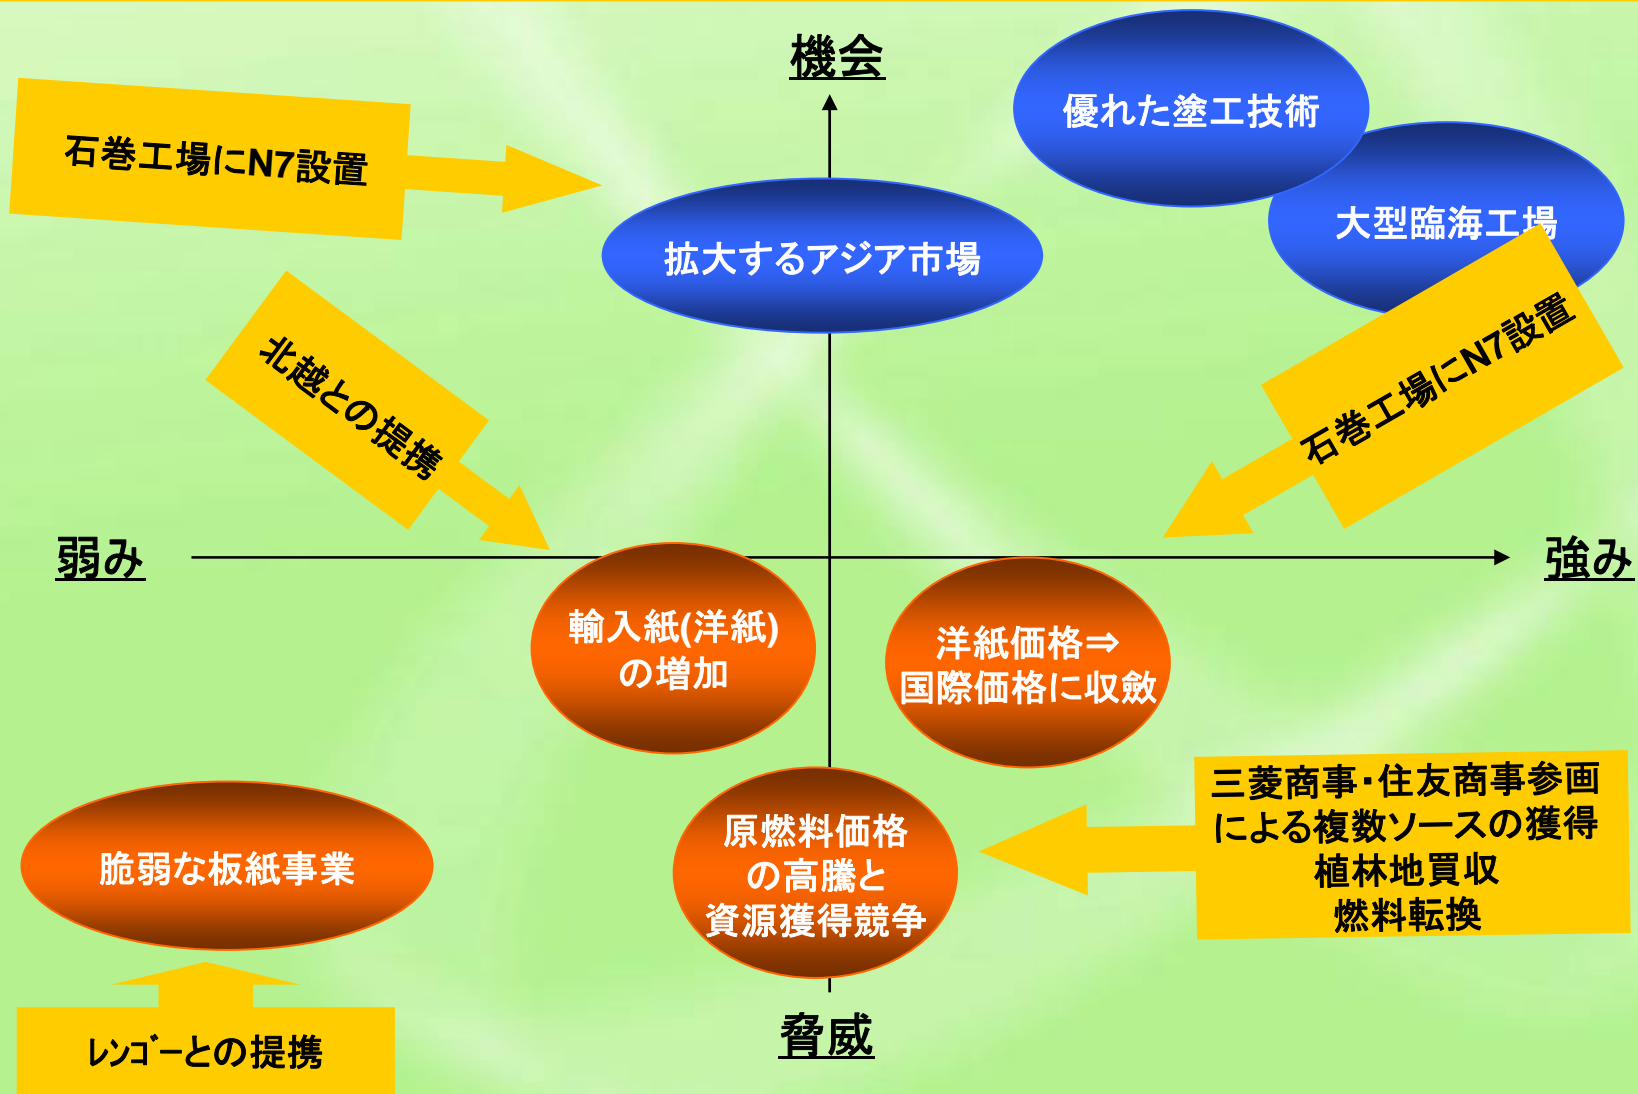 機会
優れた塗工技術
石巻工場にN7設置
大型臨海工場
拡大するアジア市場
北越との提携
石巻工場にN7設置
弱み
強み
輸入紙(洋紙)
の増加
洋紙価格⇒
国際価格に収斂
三菱商事・住友商事参画
による複数ソースの獲得
植林地買収
燃料転換
原燃料価格
の高騰と
資源獲得競争
脆弱な板紙事業
脅威
ﾚﾝｺﾞｰとの提携